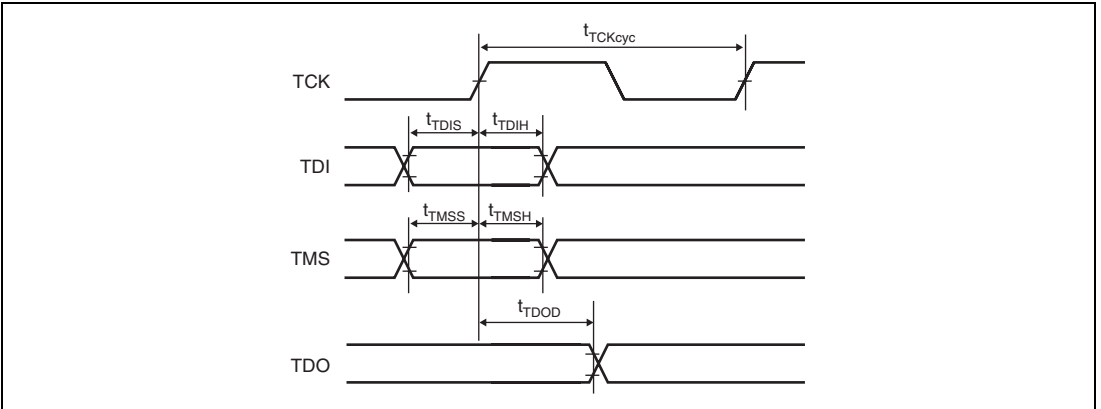 tTCKcyc
TCK
tTDIS tTDIH
TDI
tTMSS tTMSH
TMS
tTDOD
TDO